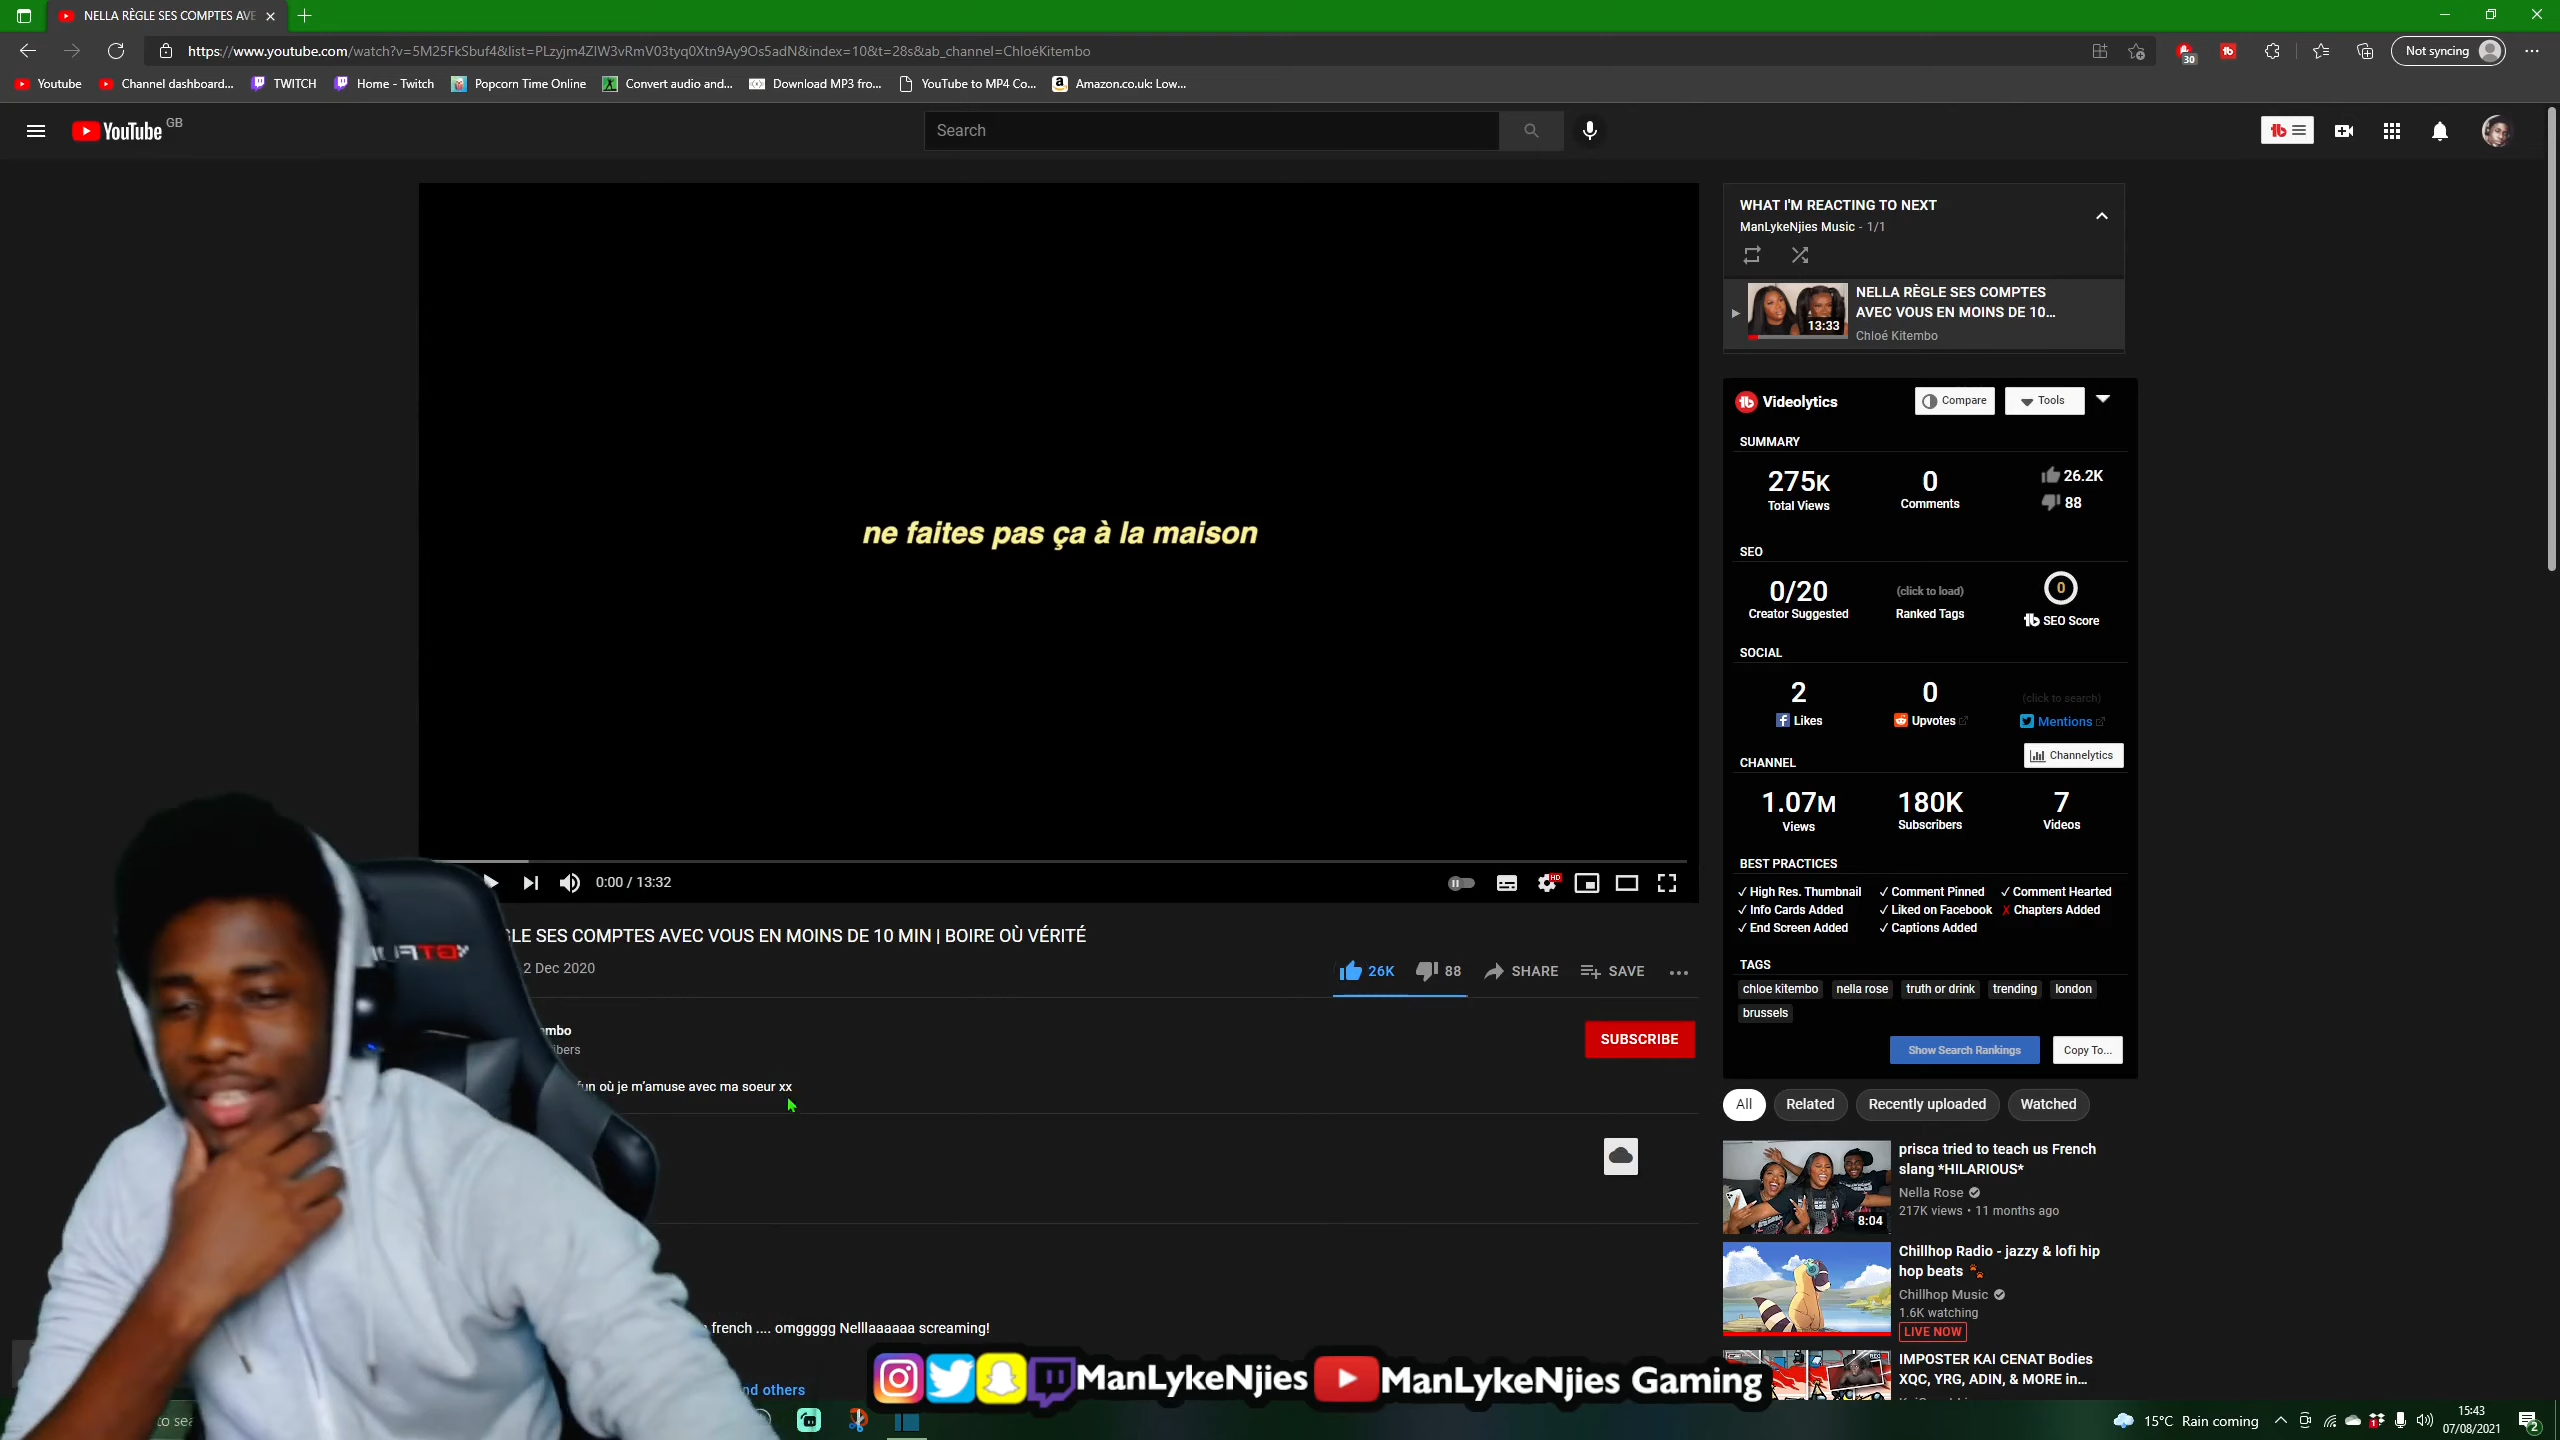 NELLA RÈGLE SES COMPTES AVE
https://www.youtube.com/watch?v=5M25FkSbuf4&list=PLzyjm4ZIW3vRmV03tyq0Xtn9Ay9Os5adN&index=10&t=28s&ab_channel=ChloéKitembo
30
Not syncing
Youtube
Channel dashboard...
TWITCH
Home - Twitch
Popcorn Time Online
Convert audio and...
Download MP3 from...
YouTube to MP4 Co...
Amazon.co.uk: Low...
YouTube GB
Search
ne faites pas ça à la maison
0:00 / 13:32
HD
LE SES COMPTES AVEC VOUS EN MOINS DE 10 MIN | BOIRE OÙ VÉRITÉ
2 Dec 2020
26K
88
SHARE
SAVE
mbo
ibers
SUBSCRIBE
fun où je m'amuse avec ma soeur xx
french .... omggggg Nelllaaaaaa screaming!
nd others
WHAT I'M REACTING TO NEXT
ManLykeNjies Music - 1/1
13:33
NELLA RÈGLE SES COMPTES
AVEC VOUS EN MOINS DE 10...
Chloé Kitembo
Videolytics
Compare
Tools
SUMMARY
275K
Total Views
0
Comments
26.2K
88
SEO
0/20
Creator Suggested
(click to load)
Ranked Tags
0
SEO Score
SOCIAL
2
Likes
0
Upvotes
(click to search)
Mentions
CHANNEL
Channelytics
1.07M
Views
180K
Subscribers
7
Videos
BEST PRACTICES
✓ High Res. Thumbnail ✓ Comment Pinned ✓ Comment Hearted
✓ Info Cards Added ✓ Liked on Facebook ✗ Chapters Added
✓ End Screen Added ✓ Captions Added
TAGS
chloe kitembo
nella rose
truth or drink
trending
london
brussels
Show Search Rankings
Copy To...
All
Related
Recently uploaded
Watched
8:04
prisca tried to teach us French
slang *HILARIOUS*
Nella Rose
217K views • 11 months ago
Chillhop Radio - jazzy & lofi hip
hop beats
Chillhop Music
1.6K watching
LIVE NOW
IMPOSTER KAI CENAT Bodies
XQC, YRG, ADIN, & MORE in...
ManLykeNjies
ManLykeNjies Gaming
to sea
15°C Rain coming
15:43
07/08/2021
2